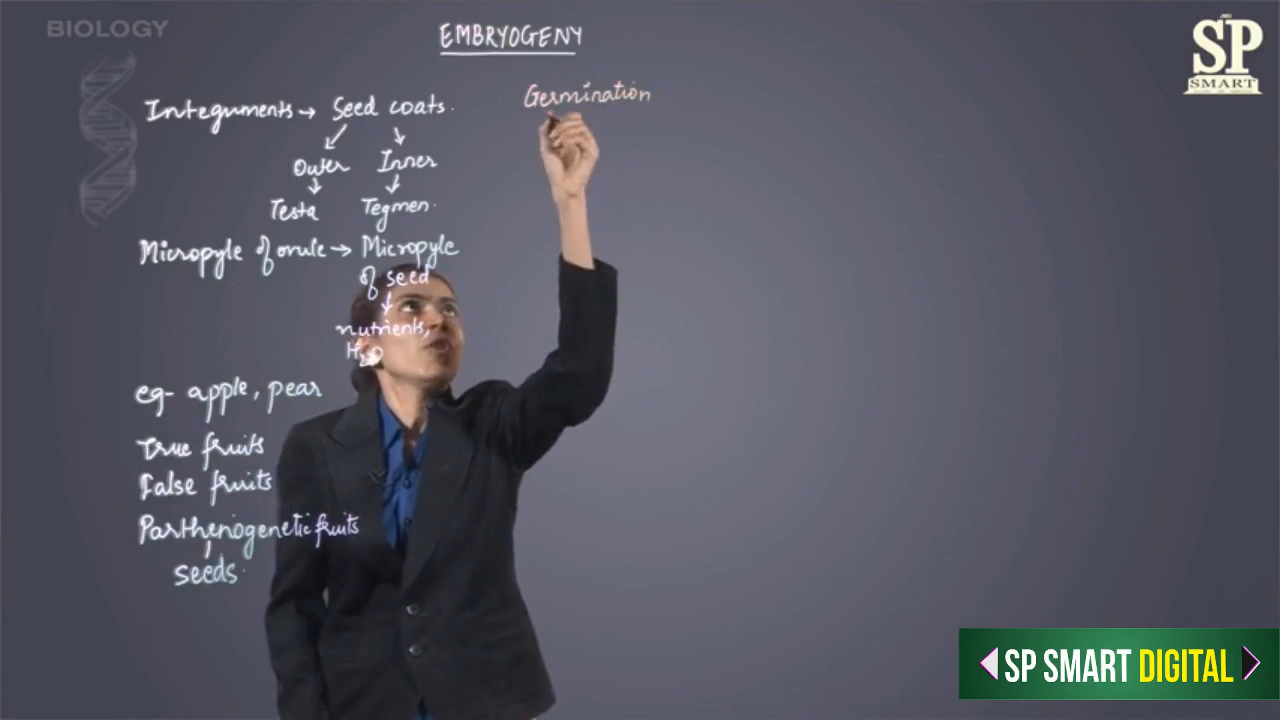 BIOLOGY
EMBRYOGENY
SP
SMART
Integuments → Seed coats.
Outer Inner
Testa Tegmen.
Micropyle of ovule → Micropyle
of seed
nutrients,
H₂O
eg- apple, pear
True fruits
False fruits
Parthenogenetic fruits
seeds.
Germination
SP SMART DIGITAL